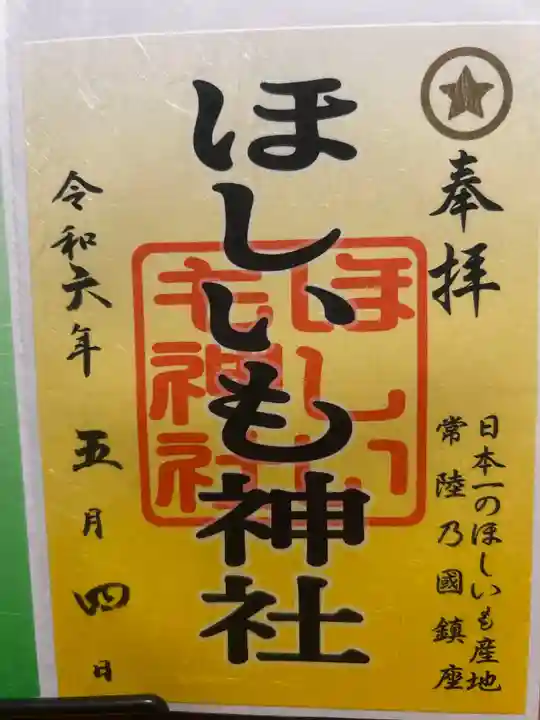 奉拝
日本一のほしいも産地
常陸乃國鎮座
ほしいも神社
ほしい
も神社
令和六年五月四日